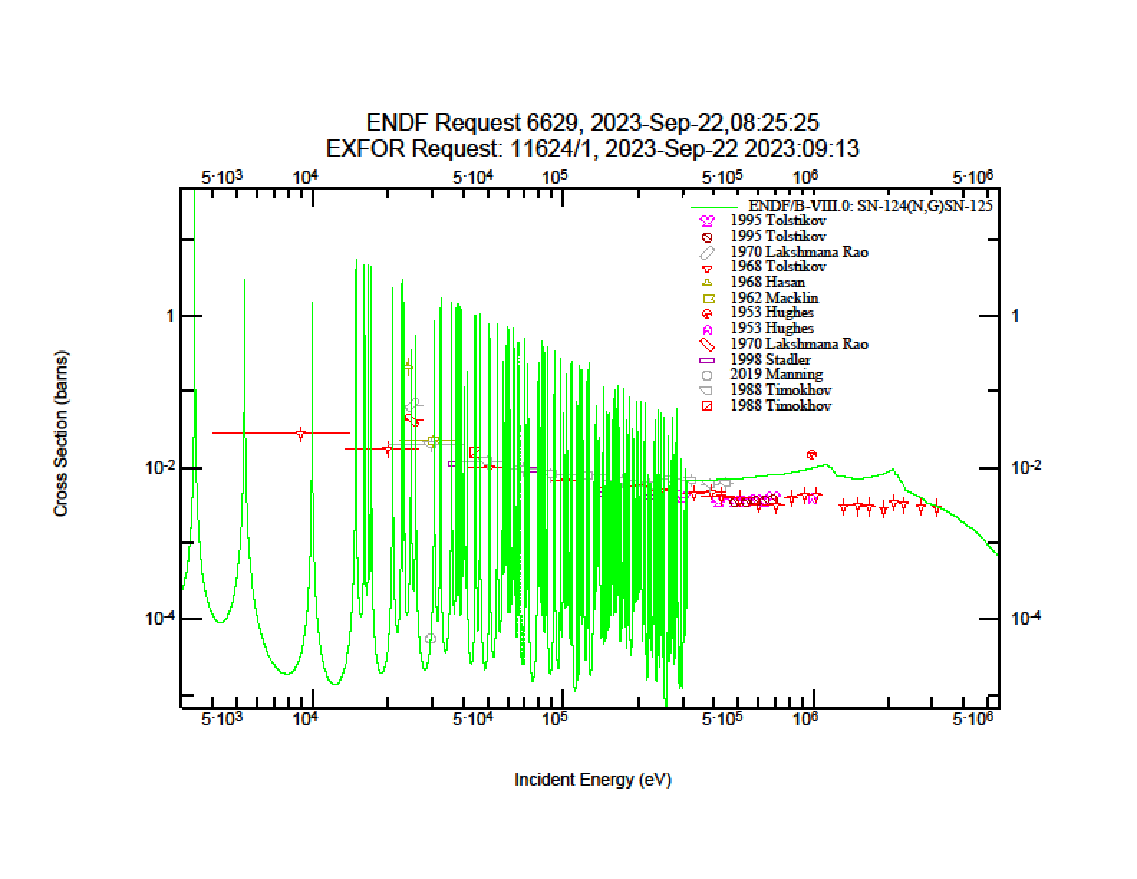 ENDF Request 6629, 2023-Sep-22,08:25:25
EXFOR Request: 11624/1, 2023-Sep-22 2023:09:13
5·10³ 10⁴ 5·10⁴ 10⁵ 5·10⁵ 10⁶ 5·10⁶
ENDF/B-VIII.0: SN-124(N,G)SN-125
1995 Tolstikov
1995 Tolstikov
1970 Lakshmana Rao
1968 Tolstikov
1968 Hasan
1962 Macklin
1953 Hughes
1953 Hughes
1970 Lakshmana Rao
1998 Stadler
2019 Manning
1988 Timokhov
1988 Timokhov
1 1
10⁻² 10⁻²
10⁻⁴ 10⁻⁴
Cross Section (barns)
5·10³ 10⁴ 5·10⁴ 10⁵ 5·10⁵ 10⁶ 5·10⁶
Incident Energy (eV)